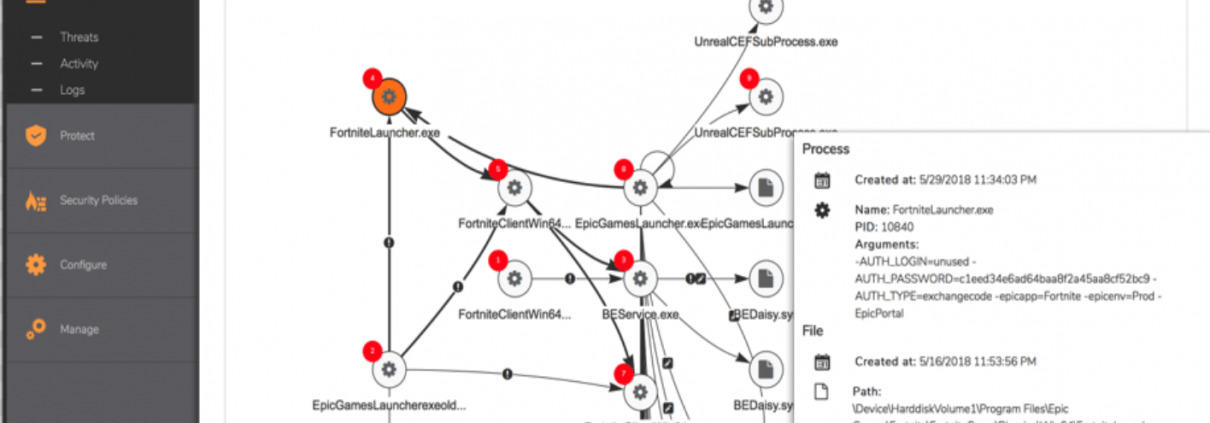 Threats
Activity
Logs
Protect
Security Policies
Configure
Manage
UnrealCEFSubProcess.exe
4
9
FortniteLauncher.exe
UnrealCEFSubProcess.exe
5
8
FortniteClientWin64...
EpicGamesLauncher.exe
EpicGamesLaunc
1
3
FortniteClientWin64...
BEService.exe
BEDaisy.sy
2
7
EpicGamesLauncherexeold...
BEDaisy.sy
Process
Created at: 5/29/2018 11:34:03 PM
Name: FortniteLauncher.exe
PID: 10840
Arguments:
-AUTH_LOGIN=unused -
AUTH_PASSWORD=c1eed34e6ad64baa8f2a45aa8cf52bc9 -
AUTH_TYPE=exchangecode -epicapp=Fortnite -epicenv=Prod -
EpicPortal
File
Created at: 5/16/2018 11:53:56 PM
Path:
\Device\HarddiskVolume1\Program Files\Epic